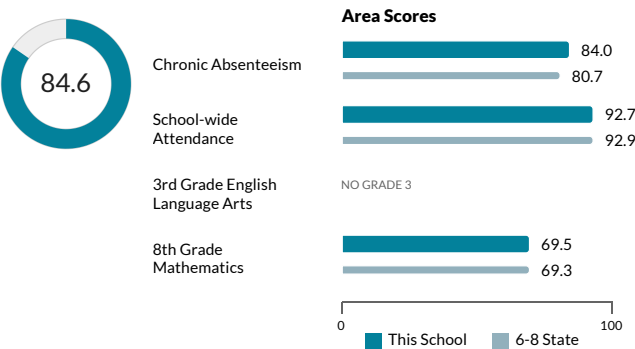 Area Scores
84.6
Chronic Absenteeism
84.0
80.7
School-wide
Attendance
92.7
92.9
3rd Grade English
Language Arts
NO GRADE 3
8th Grade
Mathematics
69.5
69.3
0
100
This School
6-8 State